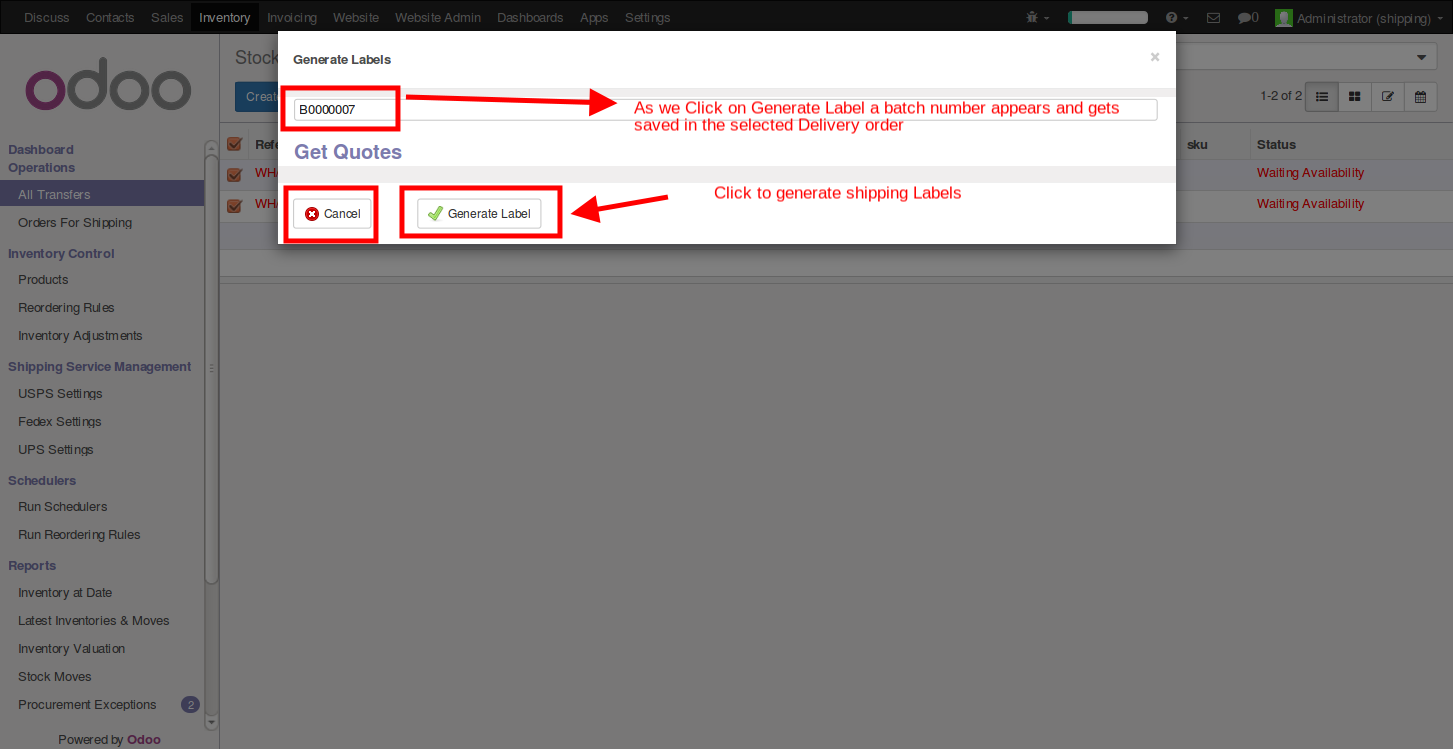 Discuss Contacts Sales Inventory Invoicing Website Website Admin Dashboards Apps Settings 0 Administrator (shipping)
odoo
Dashboard
Operations
All Transfers
Orders For Shipping
Inventory Control
Products
Reordering Rules
Inventory Adjustments
Shipping Service Management
USPS Settings
Fedex Settings
UPS Settings
Schedulers
Run Schedulers
Run Reordering Rules
Reports
Inventory at Date
Latest Inventories & Moves
Inventory Valuation
Stock Moves
Procurement Exceptions 2
Powered by Odoo
Stock
Create
1-2 of 2
sku Status
Waiting Availability
Waiting Availability
Generate Labels ×
B0000007
As we Click on Generate Label a batch number appears and gets
saved in the selected Delivery order
Get Quotes
Click to generate shipping Labels
Cancel Generate Label